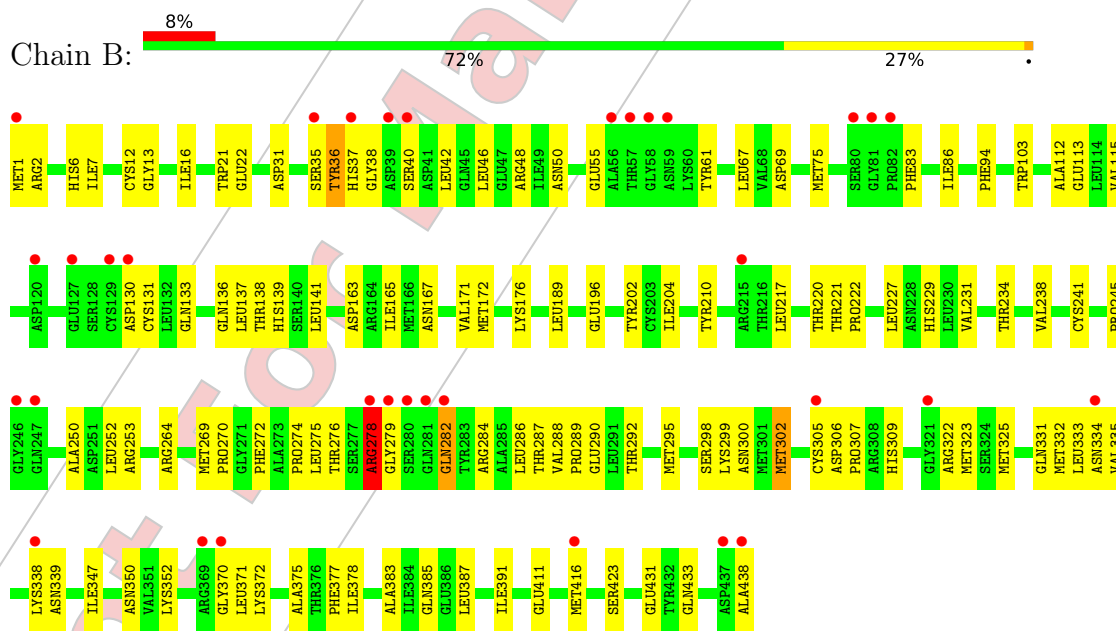 8%
Chain B:
72% 27% •
MET1 ARG2 HIS6 ILE7 CYS12 GLY13 ILE16 TRP21 GLU22 ASP31 SER35 TYR36 HIS37 GLY38 ASP39 SER40 ASP41 LEU42 GLN45 LEU46 GLU47 ARG48 ILE49 ASN50 GLU55 ALA56 THR57 GLY58 ASN59 LYS60 TYR61 LEU67 VAL68 ASP69 MET75 SER80 GLY81 PRO82 PHE83 ILE86 PHE94 TRP103 ALA112 GLU113 LEU114 VAL115
ASP120 GLU127 SER128 CYS129 ASP130 CYS131 LEU132 GLN133 GLN136 LEU137 THR138 HIS139 SER140 LEU141 ASP163 ARG164 ILE165 MET166 ASN167 VAL171 MET172 LYS176 LEU189 GLU196 TYR202 CYS203 ILE204 TYR210 ARG215 THR216 LEU217 THR220 THR221 PRO222 LEU227 ASN228 HIS229 LEU230 VAL231 THR234 VAL238 CYS241 PRO245
GLY246 GLN247 ALA250 ASP251 LEU252 ARG253 ARG264 MET269 PRO270 GLY271 PHE272 ALA273 PRO274 LEU275 THR276 SER277 ARG278 GLY279 SER280 GLN281 GLN282 TYR283 ARG284 ALA285 LEU286 THR287 VAL288 PRO289 GLU290 LEU291 THR292 MET295 SER298 LYS299 ASN300 MET301 MET302 CYS305 ASP306 PRO307 ARG308 HIS309 GLY321 ARG322 MET323 SER324 MET325 GLN331 MET332 LEU333 ASN334 VAL335
LYS338 ASN339 ILE347 ASN350 VAL351 LYS352 ARG369 GLY370 LEU371 LYS372 ALA375 THR376 PHE377 ILE378 ALA383 ILE384 GLN385 GLU386 LEU387 ILE391 GLU411 MET416 SER423 GLU431 TYR432 GLN433 ASP437 ALA438